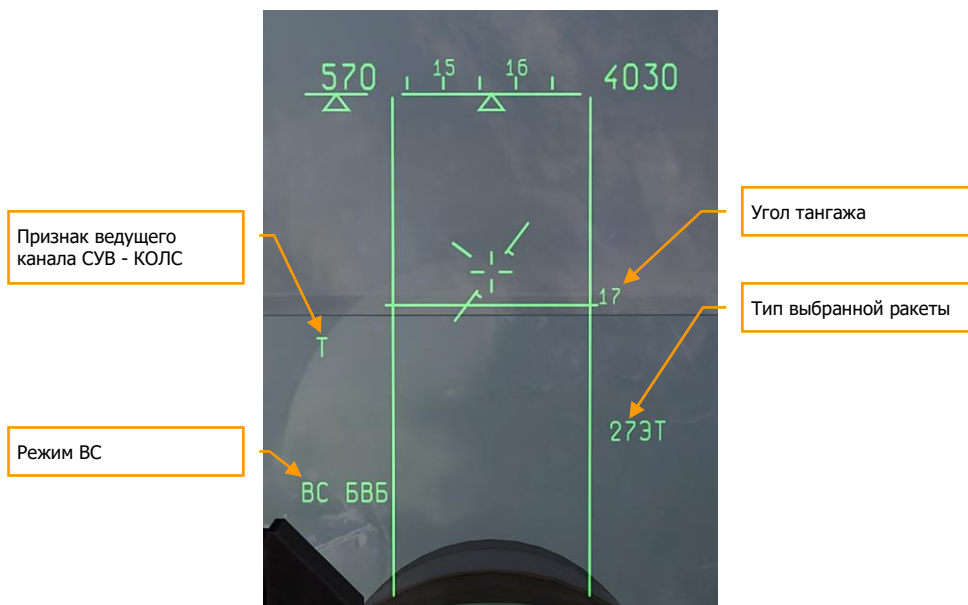 570 15 16 4030
Признак ведущего
канала СУВ - КОЛС
Угол тангажа
17
Тип выбранной ракеты
Т
27ЭТ
Режим ВС
ВС БВБ